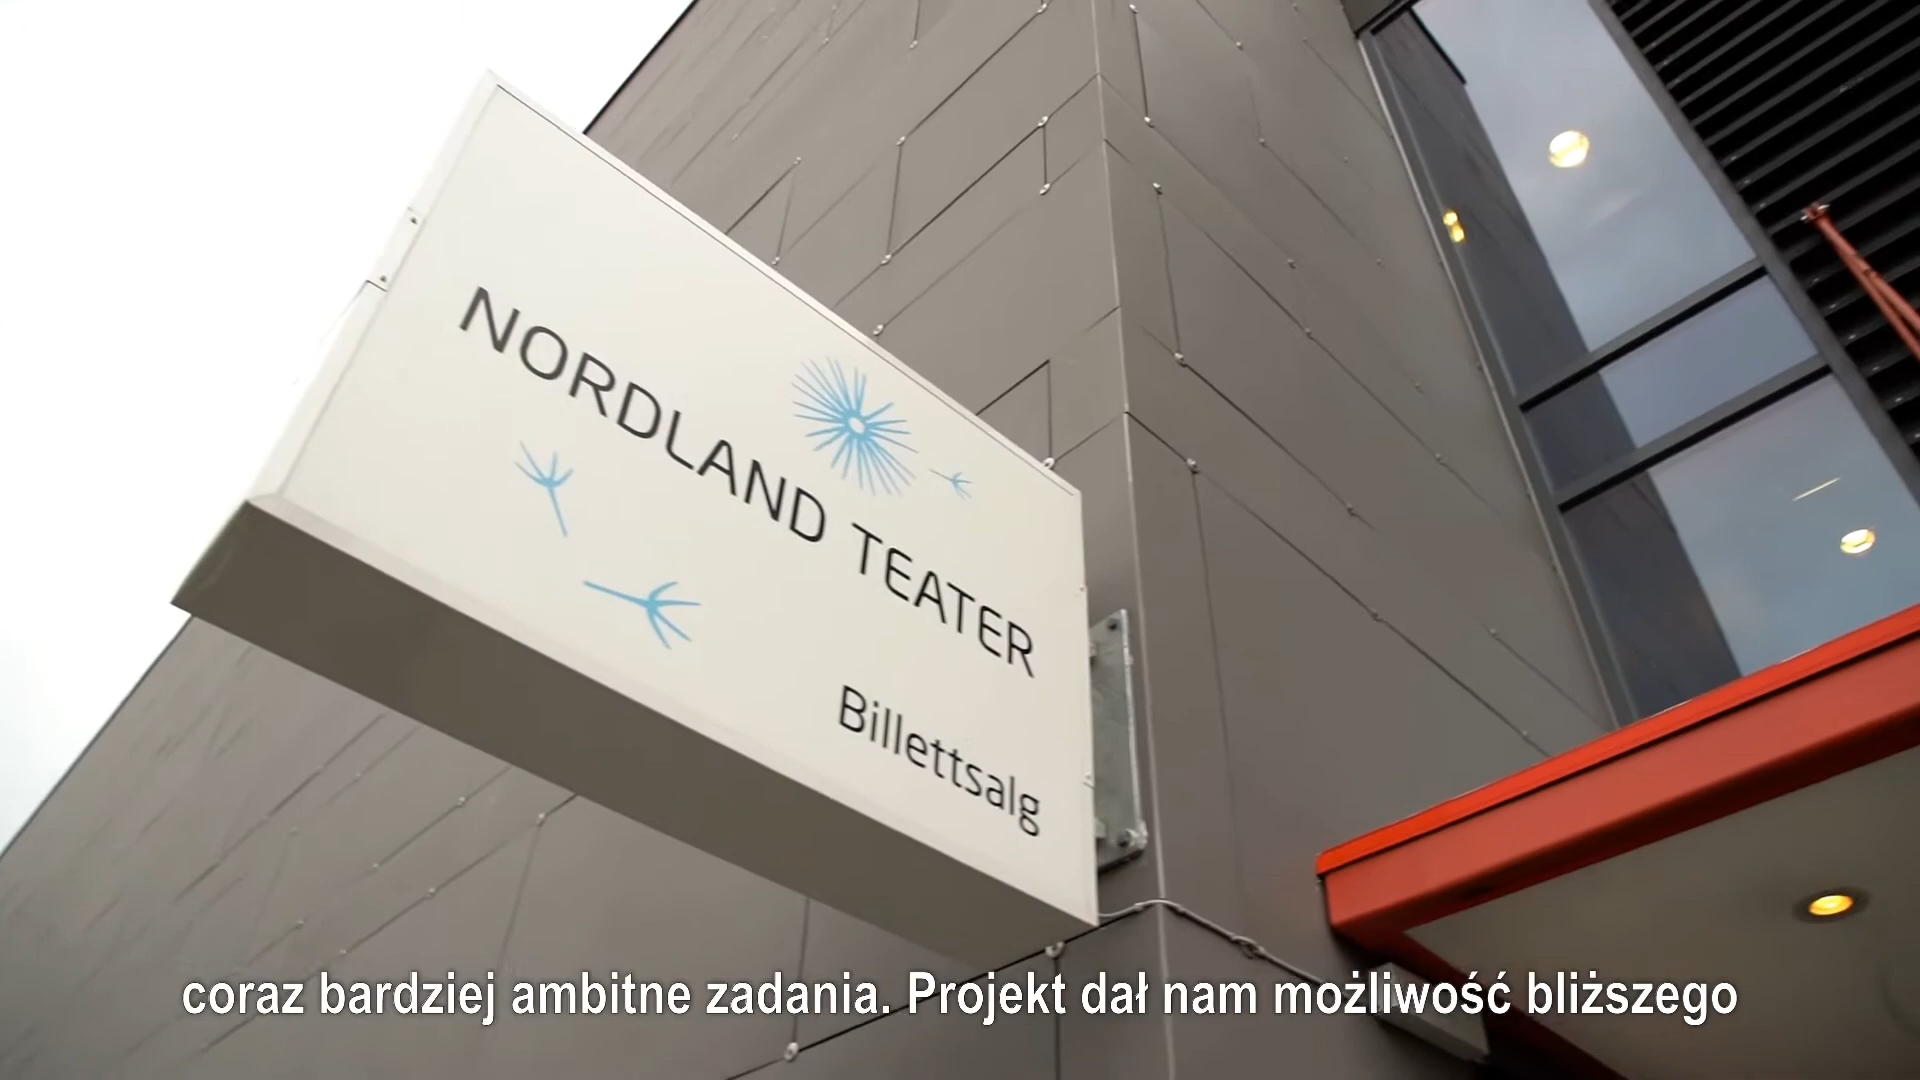 NORDLAND TEATER
Billettsalg
coraz bardziej ambitne zadania. Projekt dał nam możliwość bliższego